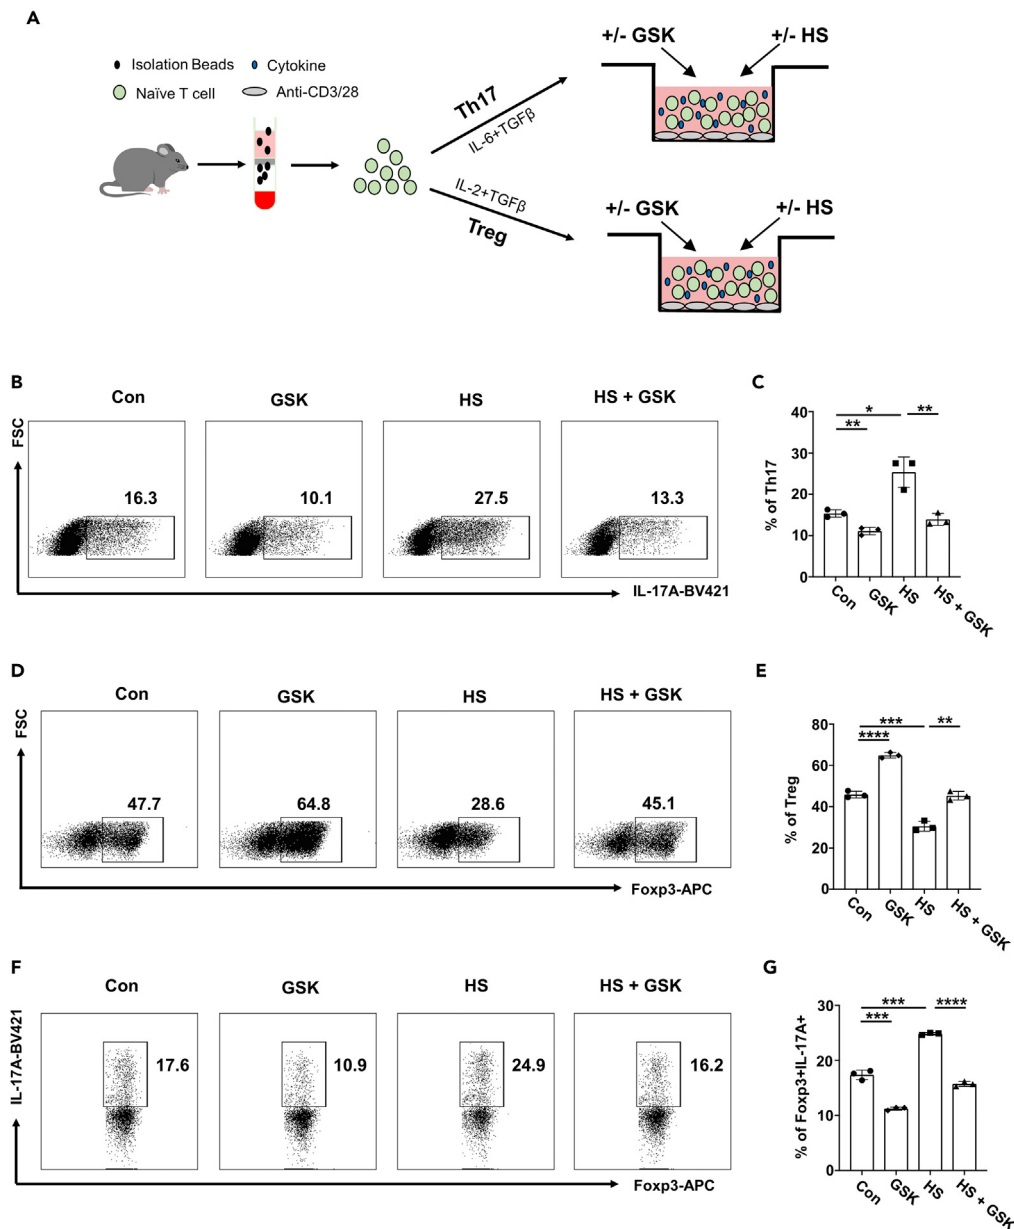 A
+/- GSK
+/- HS
Isolation Beads
Cytokine
Naïve T cell
Anti-CD3/28
Th17
IL-6+TGFβ
IL-2+TGFβ
Treg
+/- GSK
+/- HS
B
Con
GSK
HS
HS + GSK
FSC
16.3
10.1
27.5
13.3
IL-17A-BV421
C
% of Th17
40
30
20
10
0
*
**
**
Con
GSK
HS
HS + GSK
D
Con
GSK
HS
HS + GSK
FSC
47.7
64.8
28.6
45.1
Foxp3-APC
E
% of Treg
80
60
40
20
0
***
**
****
Con
GSK
HS
HS + GSK
F
Con
GSK
HS
HS + GSK
IL-17A-BV421
17.6
10.9
24.9
16.2
Foxp3-APC
G
% of Foxp3+IL-17A+
30
20
10
0
***
****
***
Con
GSK
HS
HS + GSK